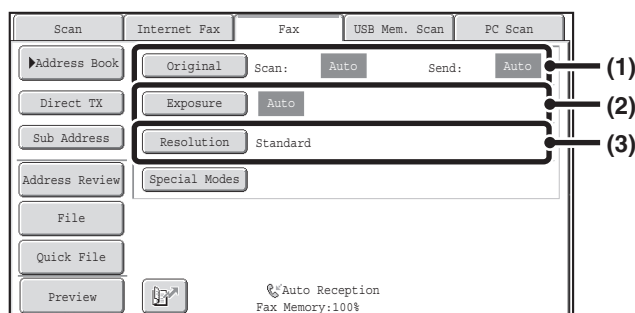 Scan Internet Fax Fax USB Mem. Scan PC Scan
Address Book Original Scan: Auto Send: Auto (1)
Direct TX Exposure Auto (2)
Sub Address Resolution Standard (3)
Address Review Special Modes
File
Quick File
Preview Auto Reception
Fax Memory:100%